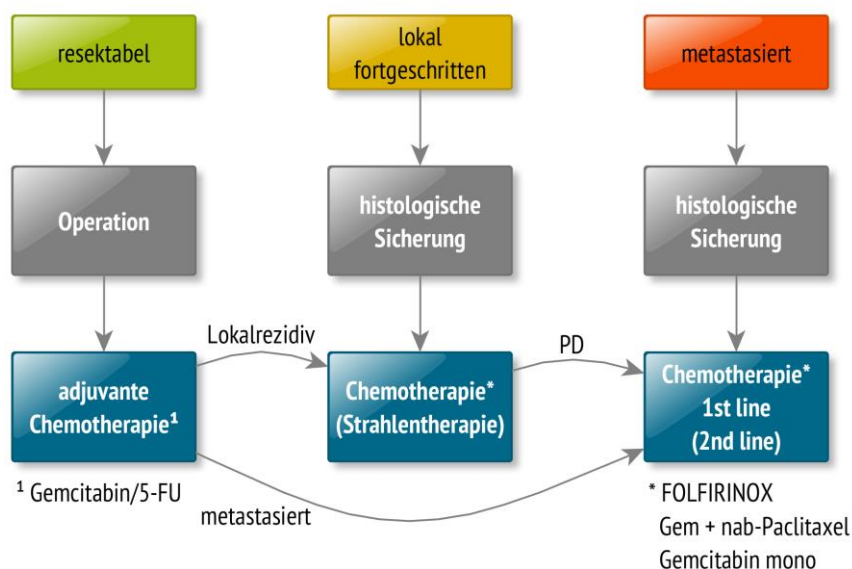 resektabel
lokal
fortgeschritten
metastasiert
Operation
histologische
Sicherung
histologische
Sicherung
Lokalrezidiv
PD
adjuvante
Chemotherapie¹
Chemotherapie*
(Strahlentherapie)
Chemotherapie*
1st line
(2nd line)
¹ Gemcitabin/5-FU
metastasiert
* FOLFIRINOX
Gem + nab-Paclitaxel
Gemcitabin mono